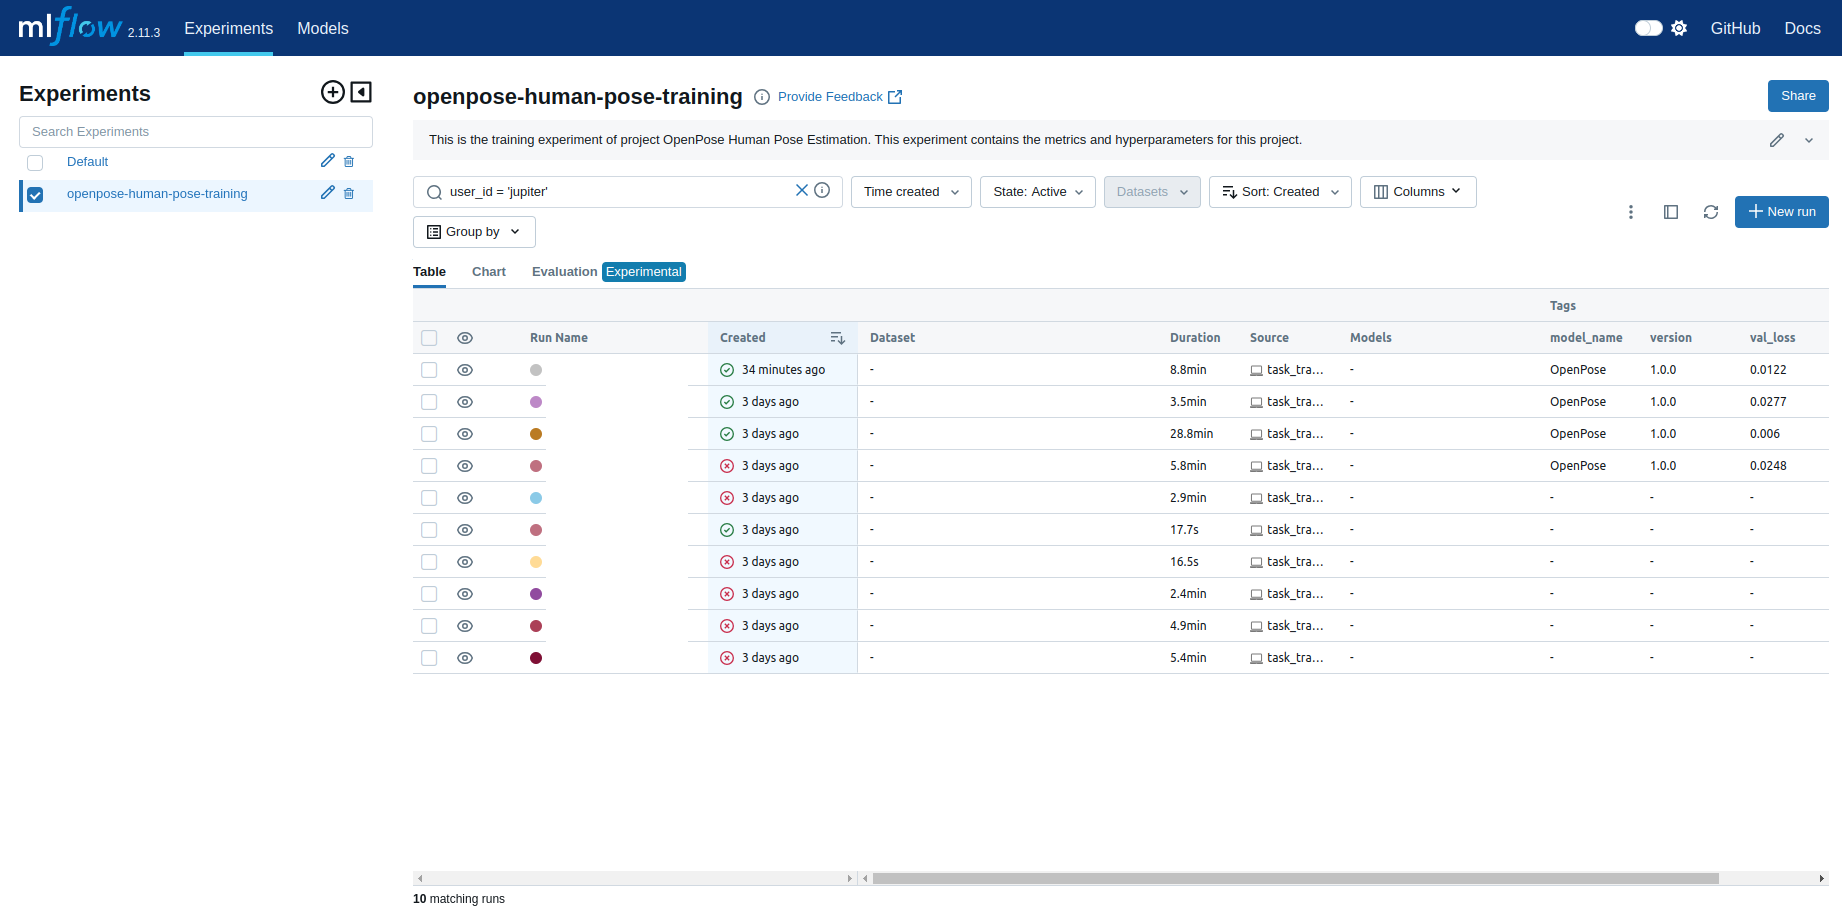 mlflow 2.11.3 Experiments Models GitHub Docs
Experiments
Search Experiments
Default
openpose-human-pose-training
openpose-human-pose-training Provide Feedback Share
This is the training experiment of project OpenPose Human Pose Estimation. This experiment contains the metrics and hyperparameters for this project.
user_id = 'jupiter' Time created State: Active Datasets Sort: Created Columns
Group by
New run
Table Chart Evaluation Experimental
Tags
Run Name Created Dataset Duration Source Models model_name version val_loss
34 minutes ago - 8.8min task_tra... - OpenPose 1.0.0 0.0122
3 days ago - 3.5min task_tra... - OpenPose 1.0.0 0.0277
3 days ago - 28.8min task_tra... - OpenPose 1.0.0 0.006
3 days ago - 5.8min task_tra... - OpenPose 1.0.0 0.0248
3 days ago - 2.9min task_tra... - - - -
3 days ago - 17.7s task_tra... - - - -
3 days ago - 16.5s task_tra... - - - -
3 days ago - 2.4min task_tra... - - - -
3 days ago - 4.9min task_tra... - - - -
3 days ago - 5.4min task_tra... - - - -
10 matching runs